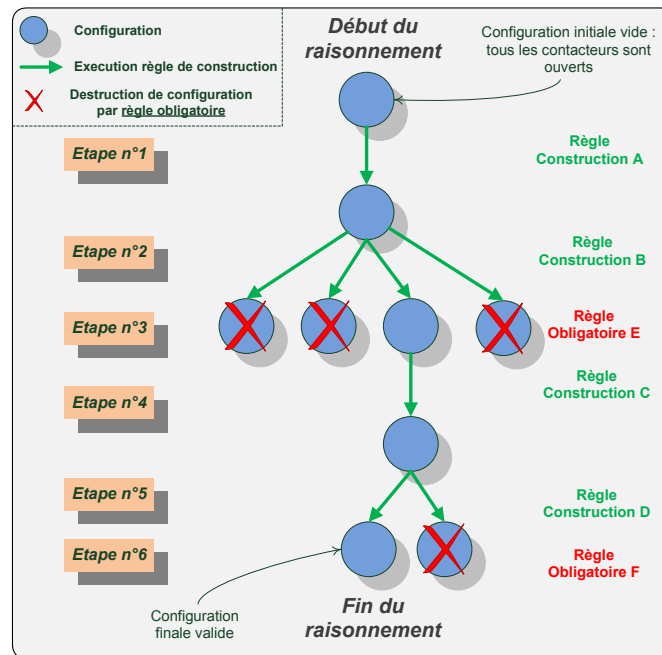 Configuration
Execution règle de construction
Destruction de configuration
par règle obligatoire
Début du
raisonnement
Configuration initiale vide :
tous les contacteurs sont
ouverts
Etape n°1
Règle
Construction A
Etape n°2
Règle
Construction B
Etape n°3
Règle
Obligatoire E
Etape n°4
Règle
Construction C
Etape n°5
Règle
Construction D
Etape n°6
Règle
Obligatoire F
Configuration
finale valide
Fin du
raisonnement